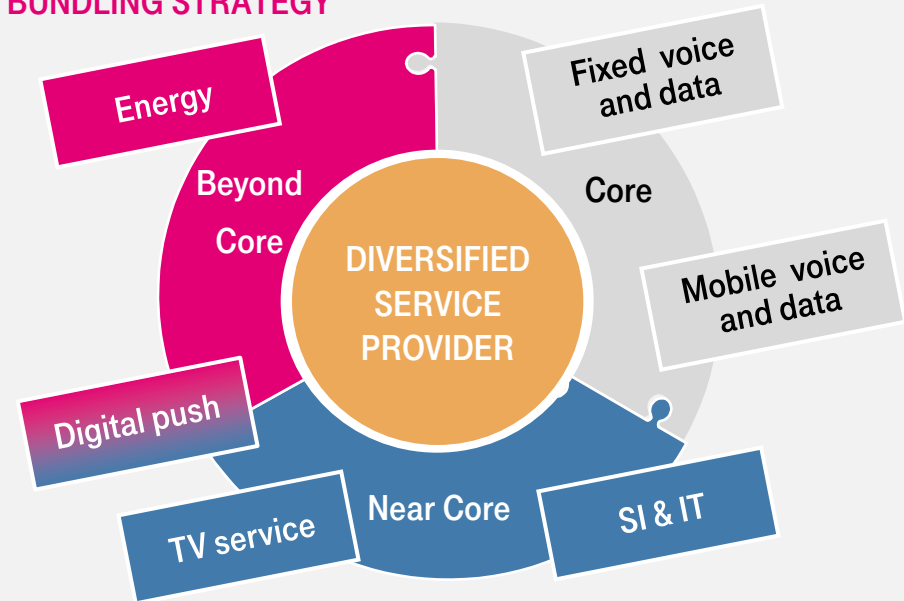 BUNDLING STRATEGY
Energy
Fixed voice
and data
Beyond
Core
Core
DIVERSIFIED
SERVICE
PROVIDER
Mobile voice
and data
Digital push
Near Core
TV service
SI & IT